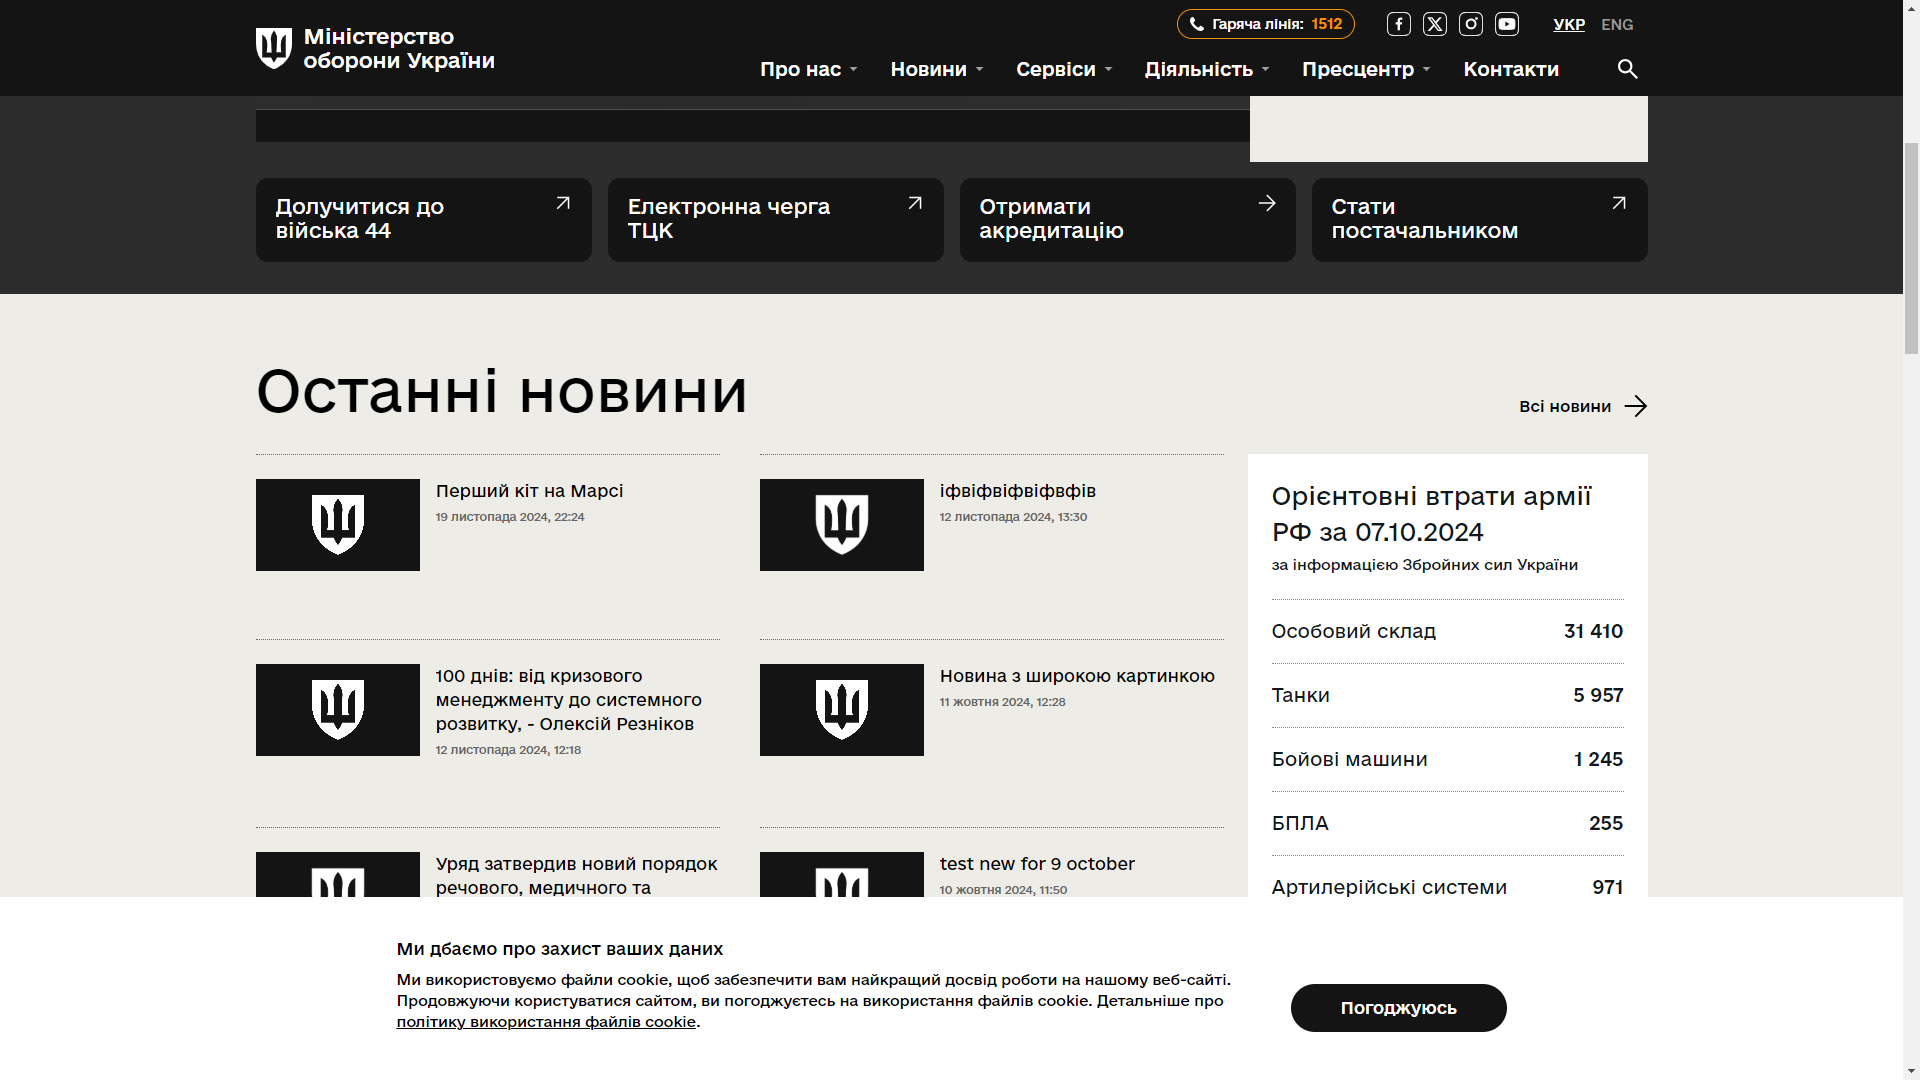 Міністерство
оборони України
Гаряча лінія: 1512
УКР ENG
Про нас Новини Сервіси Діяльність Пресцентр Контакти
Долучитися до
війська 44
Електронна черга
ТЦК
Отримати
акредитацію
Стати
постачальником
Останні новини
Всі новини
Перший кіт на Марсі
19 листопада 2024, 22:24
іфвіфвіфвіфвфів
12 листопада 2024, 13:30
100 днів: від кризового
менеджменту до системного
розвитку, - Олексій Резніков
12 листопада 2024, 12:18
Новина з широкою картинкою
11 жовтня 2024, 12:28
Уряд затвердив новий порядок
речового, медичного та
test new for 9 october
10 жовтня 2024, 11:50
Орієнтовні втрати армії
РФ за 07.10.2024
за інформацією Збройних сил України
Особовий склад 31 410
Танки 5 957
Бойові машини 1 245
БПЛА 255
Артилерійські системи 971
Ми дбаємо про захист ваших даних
Ми використовуємо файли cookie, щоб забезпечити вам найкращий досвід роботи на нашому веб-сайті.
Продовжуючи користуватися сайтом, ви погоджуєтесь на використання файлів cookie. Детальніше про
політику використання файлів cookie.
Погоджуюсь